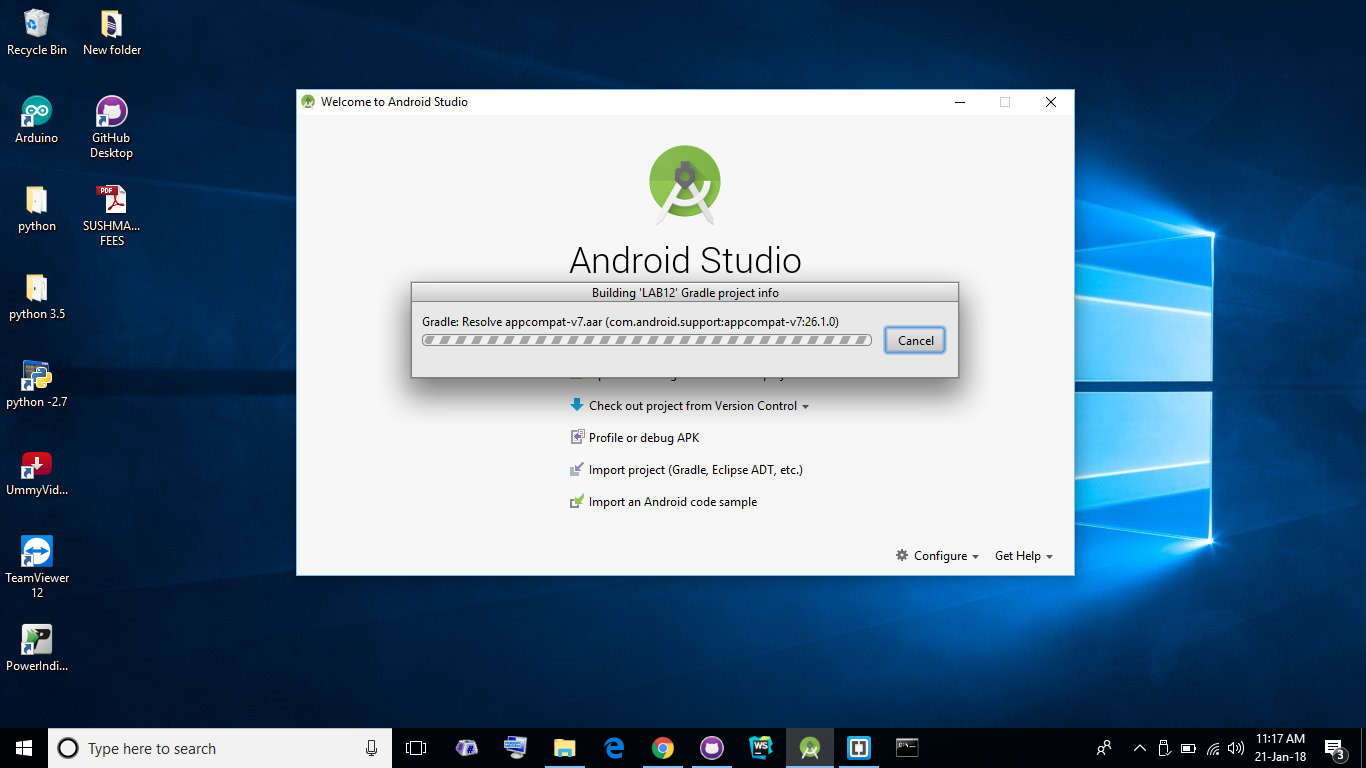 Recycle Bin
New folder
Arduino
GitHub
Desktop
python
PDF
SUSHMA...
FEES
python 3.5
python -2.7
UmmyVid...
TeamViewer
12
PowerIndi...
Welcome to Android Studio
Android Studio
Building 'LAB12' Gradle project info
Gradle: Resolve appcompat-v7.aar (com.android.support:appcompat-v7:26.1.0)
Cancel
Check out project from Version Control
Profile or debug APK
Import project (Gradle, Eclipse ADT, etc.)
Import an Android code sample
Configure
Get Help
Type here to search
WS
11:17 AM
21-Jan-18
3